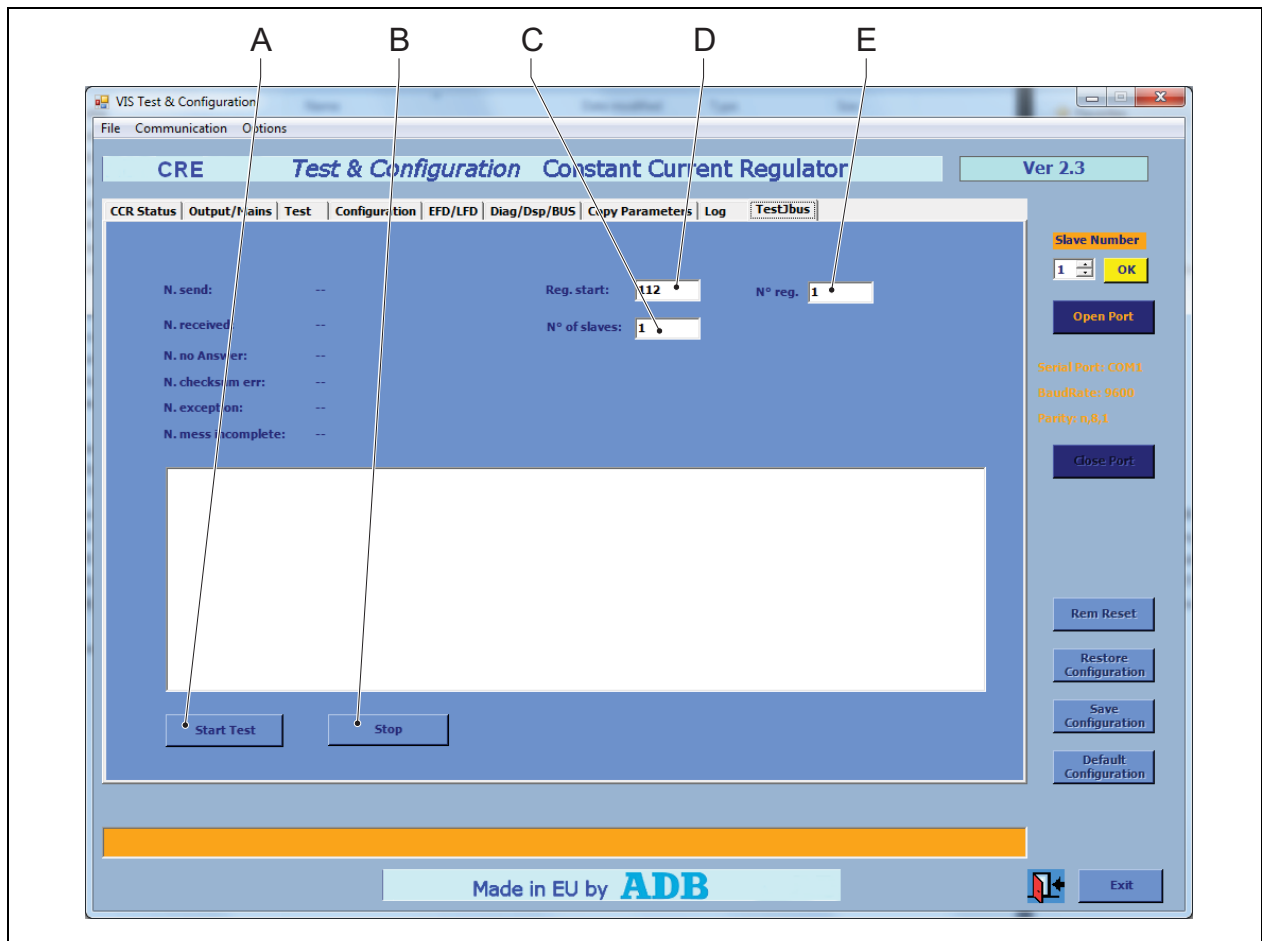 A B C D E
VIS Test & Configuration
File Communication Options
CRE Test & Configuration Constant Current Regulator Ver 2.3
CCR Status Output/Mains Test Configuration EFD/LFD Diag/Dsp/BUS Copy Parameters Log TestJbus
Slave Number
1 OK
N. send: -- Reg. start: 112 N° reg. 1
Open Port
N. received: -- N° of slaves: 1
N. no Answer: --
Serial Port: COM1
N. checksum err: --
BaudRate: 9600
N. exception: --
Parity: n,8,1
N. mess incomplete: --
Close Port
Rem Reset
Restore
Configuration
Save
Configuration
Start Test Stop
Default
Configuration
Made in EU by ADB
Exit